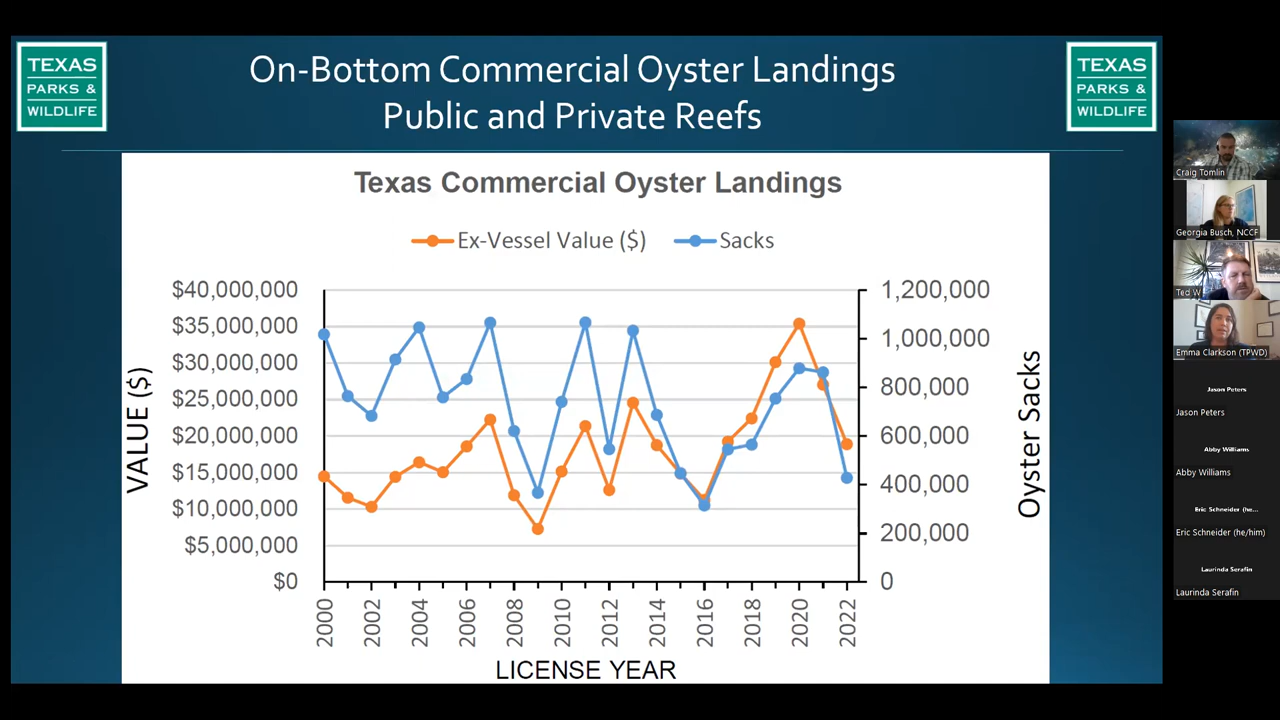 TEXAS
PARKS &
WILDLIFE
On-Bottom Commercial Oyster Landings
Public and Private Reefs
TEXAS
PARKS &
WILDLIFE
Texas Commercial Oyster Landings
Ex-Vessel Value ($)
Sacks
VALUE ($)
$40,000,000
$35,000,000
$30,000,000
$25,000,000
$20,000,000
$15,000,000
$10,000,000
$5,000,000
$0
1,200,000
1,000,000
800,000
600,000
400,000
200,000
0
Oyster Sacks
2000
2002
2004
2006
2008
2010
2012
2014
2016
2018
2020
2022
LICENSE YEAR
Craig Tomlin
Georgia Busch, NCCF
Ted W
Emma Clarkson (TPWD)
Jason Peters
Jason Peters
Abby Williams
Abby Williams
Eric Schneider (he...
Eric Schneider (he/him)
Laurinda Serafin
Laurinda Serafin